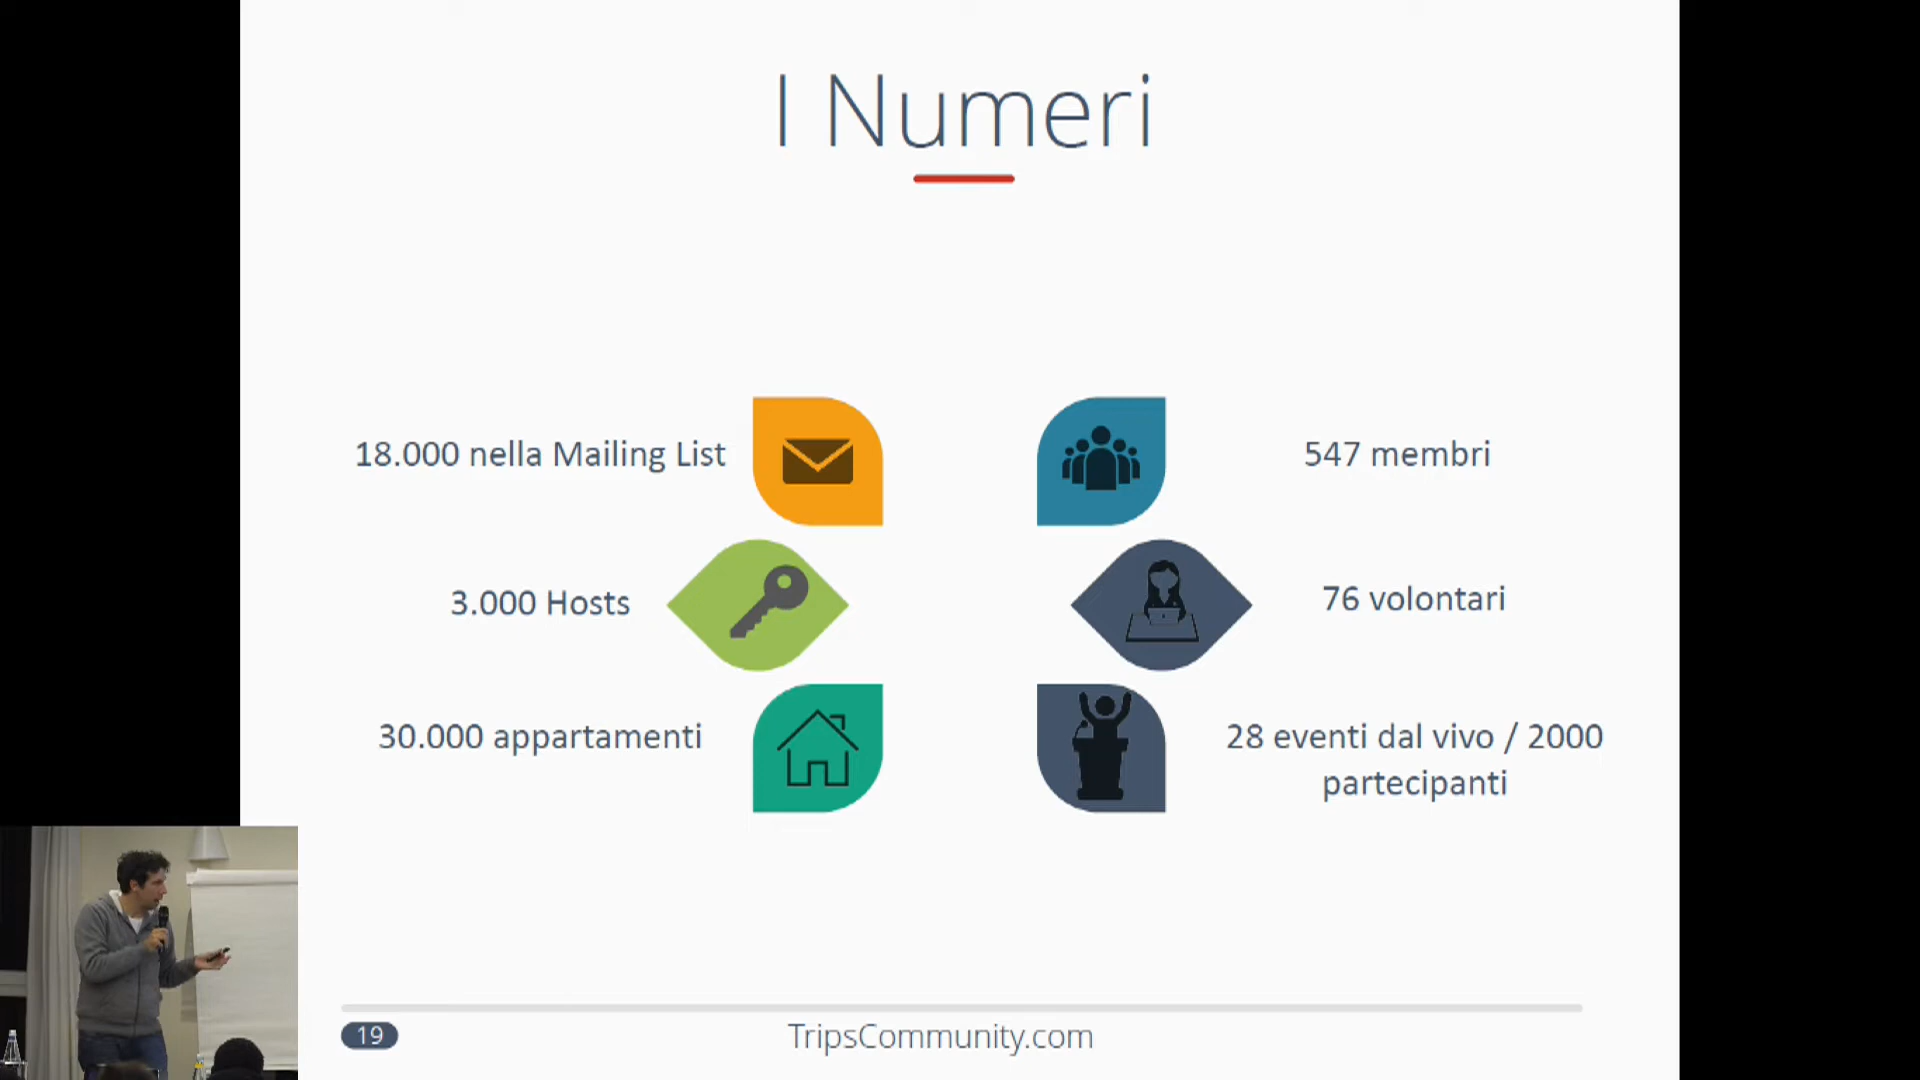 I Numeri
18.000 nella Mailing List
3.000 Hosts
30.000 appartamenti
547 membri
76 volontari
28 eventi dal vivo / 2000
partecipanti
19
TripsCommunity.com